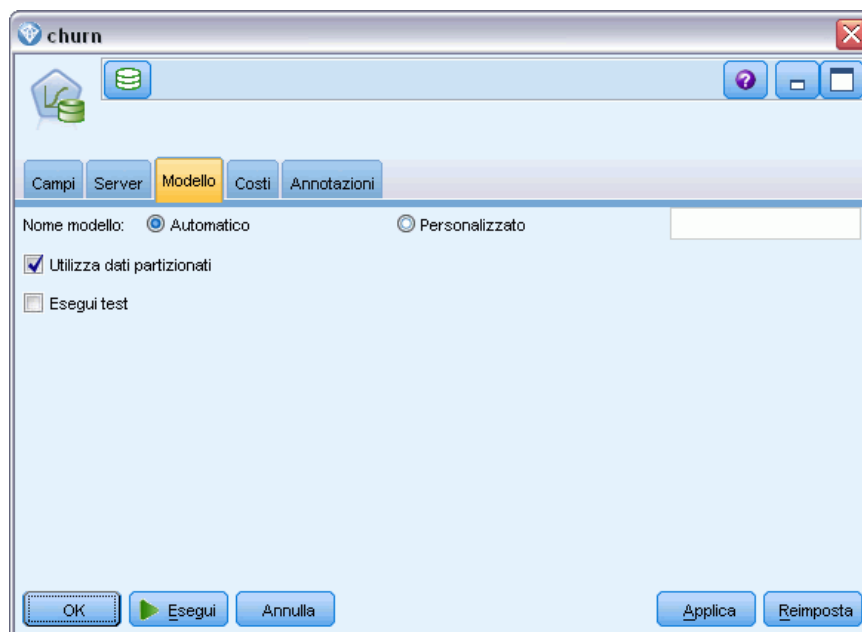 churn
Campi Server Modello Costi Annotazioni
Nome modello: Automatico Personalizzato
Utilizza dati partizionati
Esegui test
OK Esegui Annulla Applica Reimposta